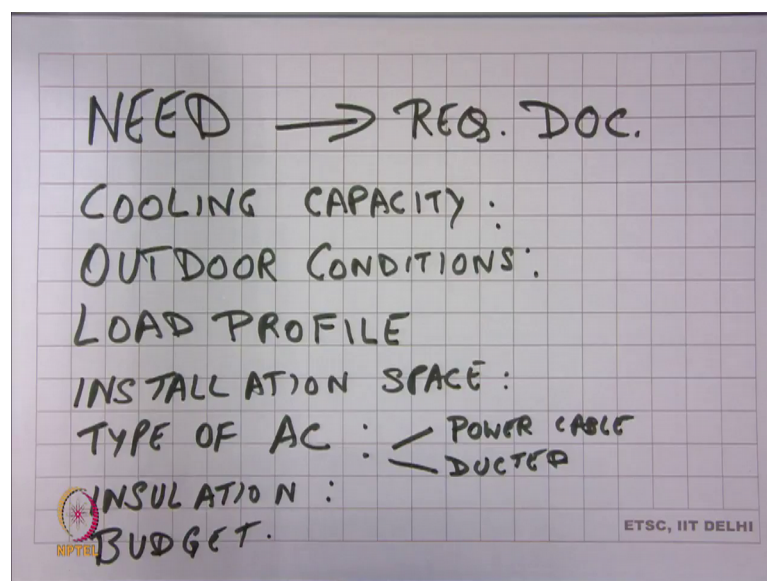 NEED → REQ. DOC.
COOLING CAPACITY :
OUTDOOR CONDITIONS :
LOAD PROFILE
INSTALLATION SPACE :
TYPE OF AC : POWER CABLE
DUCTED
INSULATION :
BUDGET.
NPTEL
ETSC, IIT DELHI